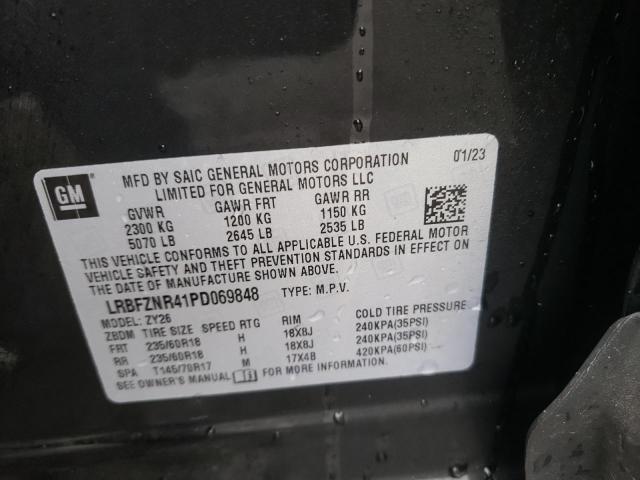 GM
MFD BY SAIC GENERAL MOTORS CORPORATION 01/23
LIMITED FOR GENERAL MOTORS LLC
GVWR GAWR FRT GAWR RR
2300 KG 1200 KG 1150 KG
5070 LB 2645 LB 2535 LB
THIS VEHICLE CONFORMS TO ALL APPLICABLE U.S. FEDERAL MOTOR
VEHICLE SAFETY AND THEFT PREVENTION STANDARDS IN EFFECT ON
THE DATE OF MANUFACTURE SHOWN ABOVE.
LRBFZNR41PD069848 TYPE: M.P.V.
MODEL: ZY26
ZBDM TIRE SIZE SPEED RTG RIM COLD TIRE PRESSURE
FRT 235/60R18 H 18X8J 240KPA(35PSI)
RR 235/60R18 H 18X8J 240KPA(35PSI)
SPA T145/70R17 M 17X4B 420KPA(60PSI)
SEE OWNER'S MANUAL FOR MORE INFORMATION.